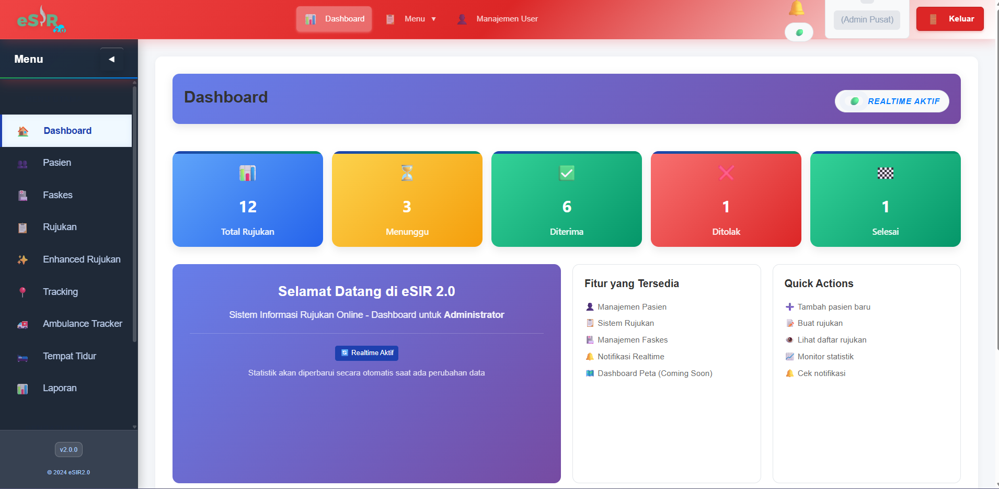 eSIR 2.0
Dashboard
Menu ▼
Manajemen User
(Admin Pusat)
Keluar
Menu
Dashboard
Pasien
Faskes
Rujukan
Enhanced Rujukan
Tracking
Ambulance Tracker
Tempat Tidur
Laporan
v2.0.0
© 2024 eSIR2.0
Dashboard
REALTIME AKTIF
12
Total Rujukan
3
Menunggu
6
Diterima
1
Ditolak
1
Selesai
Selamat Datang di eSIR 2.0
Sistem Informasi Rujukan Online - Dashboard untuk Administrator
Realtime Aktif
Statistik akan diperbarui secara otomatis saat ada perubahan data
Fitur yang Tersedia
Manajemen Pasien
Sistem Rujukan
Manajemen Faskes
Notifikasi Realtime
Dashboard Peta (Coming Soon)
Quick Actions
Tambah pasien baru
Buat rujukan
Lihat daftar rujukan
Monitor statistik
Cek notifikasi